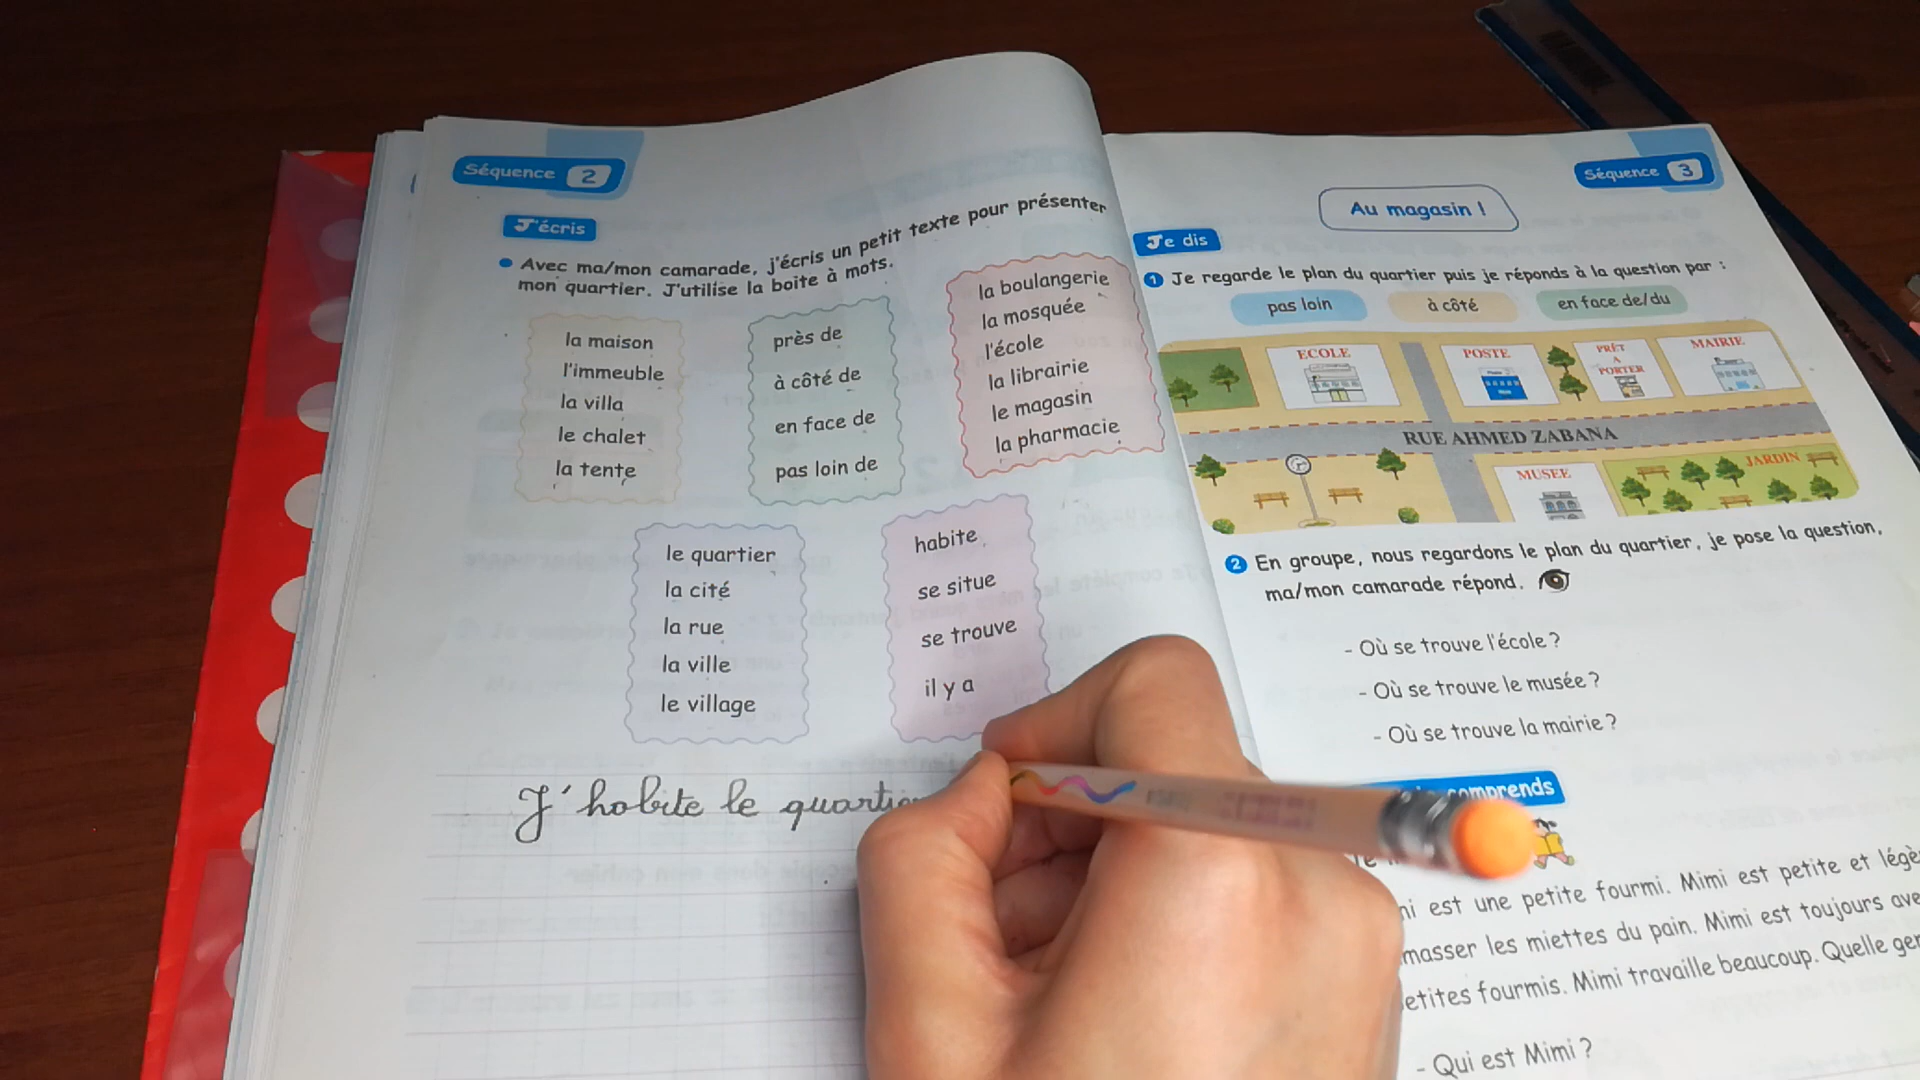 Séquence 2
J'écris
Avec ma/mon camarade, j'écris un petit texte pour présenter
mon quartier. J'utilise la boite à mots.
la maison
l'immeuble
la villa
le chalet
la tente
près de
à côté de
en face de
pas loin de
la boulangerie
la mosquée
l'école
la librairie
le magasin
la pharmacie
le quartier
la cité
la rue
la ville
le village
habite
se situe
se trouve
il y a
J'habite le quartie
Séquence 3
Au magasin !
Je dis
1 Je regarde le plan du quartier puis je réponds à la question par :
pas loin
à côté
en face de/du
ECOLE
POSTE
PRÊT
A
PORTER
MAIRIE
RUE AHMED ZABANA
MUSEE
JARDIN
2 En groupe, nous regardons le plan du quartier, je pose la question,
ma/mon camarade répond.
- Où se trouve l'école ?
- Où se trouve le musée ?
- Où se trouve la mairie ?
comprends
est une petite fourmi. Mimi est petite et
les miettes du pain. Mimi est toujours
fourmis. Mimi travaille beaucoup. Quelle
- Qui est Mimi ?